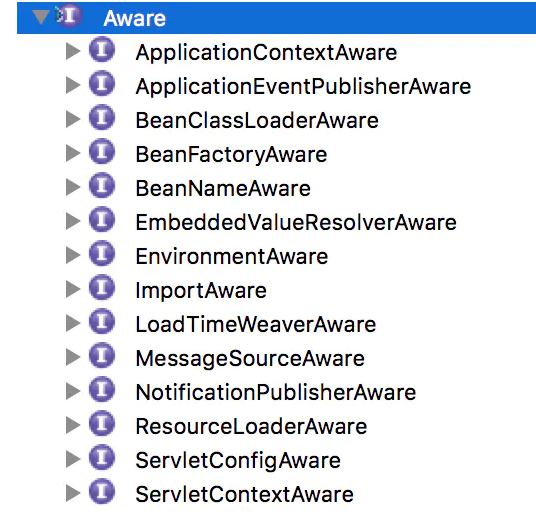 Aware
ApplicationContextAware
ApplicationEventPublisherAware
BeanClassLoaderAware
BeanFactoryAware
BeanNameAware
EmbeddedValueResolverAware
EnvironmentAware
ImportAware
LoadTimeWeaverAware
MessageSourceAware
NotificationPublisherAware
ResourceLoaderAware
ServletConfigAware
ServletContextAware